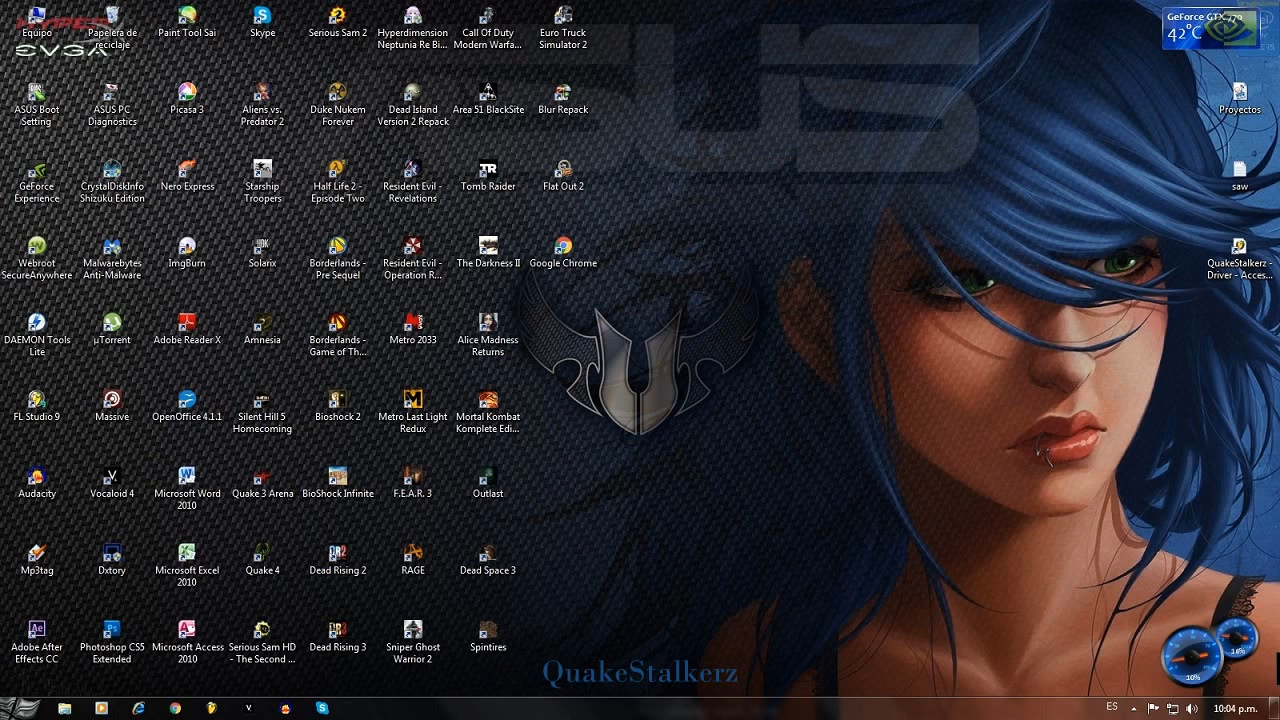 HYPER
EVGA
Equipo
Papelera de
reciclaje
Paint Tool Sai
Skype
Serious Sam 2
Hyperdimension
Neptunia Re Bi...
Call Of Duty
Modern Warfa...
Euro Truck
Simulator 2
GeForce GTX 770
42°C
ASUS Boot
Setting
ASUS PC
Diagnostics
Picasa 3
Aliens vs
Predator 2
Duke Nukem
Forever
Dead Island
Version 2 Repack
Area 51 BlackSite
Blur Repack
Proyectos
GeForce
Experience
CrystalDiskInfo
Shizuku Edition
Nero Express
Starship
Troopers
Half Life 2 -
Episode Two
Resident Evil -
Revelations
Tomb Raider
Flat Out 2
saw
Webroot
SecureAnywhere
Malwarebytes
Anti-Malware
ImgBurn
Solarix
Borderlands -
Pre Sequel
Resident Evil -
Operation R...
The Darkness II
Google Chrome
QuakeStalkerz -
Driver - Acces...
DAEMON Tools
Lite
µTorrent
Adobe Reader X
Amnesia
Borderlands -
Game of Th...
Metro 2033
Alice Madness
Returns
FL Studio 9
Massive
OpenOffice 4.1.1
Silent Hill 5
Homecoming
Bioshock 2
Metro Last Light
Redux
Mortal Kombat
Komplete Edi...
Audacity
Vocaloid 4
Microsoft Word
2010
Quake 3 Arena
BioShock Infinite
F.E.A.R. 3
Outlast
Mp3tag
Dxtory
Microsoft Excel
2010
Quake 4
Dead Rising 2
RAGE
Dead Space 3
Adobe After
Effects CC
Photoshop CS5
Extended
Microsoft Access
2010
Serious Sam HD
- The Second ...
Dead Rising 3
Sniper Ghost
Warrior 2
Spintires
QuakeStalkerz
16%
10%
ES
10:04 p.m.